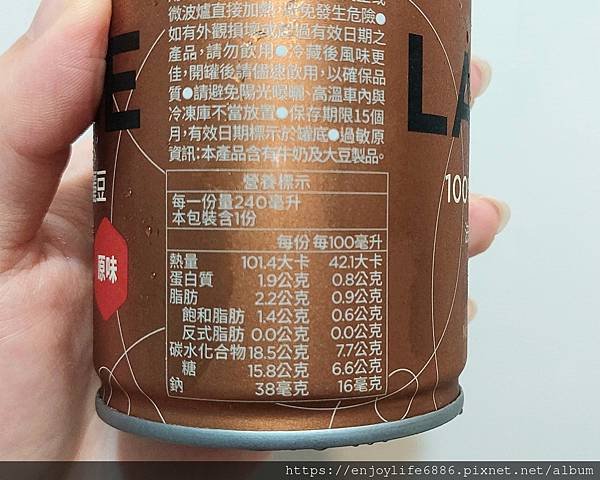 微波爐直接加熱,避免發生危險●
如有外觀損壞或超過有效日期之
產品,請勿飲用●冷藏後風味更
佳,開罐後請儘速飲用,以確保品
質●請避免陽光曝曬、高溫車內與
冷凍庫不當放置●保存期限15個
月,有效日期標示於罐底●過敏原
資訊:本產品含有牛奶及大豆製品。
E
LA
豆
原味
100
營養標示
每一份量240毫升
本包裝含1份
每份 每100毫升
熱量 101.4大卡 42.1大卡
蛋白質 1.9公克 0.8公克
脂肪 2.2公克 0.9公克
飽和脂肪 1.4公克 0.6公克
反式脂肪 0.0公克 0.0公克
碳水化合物 18.5公克 7.7公克
糖 15.8公克 6.6公克
鈉 38毫克 16毫克
https://enjoylife6886.pixnet.net/album